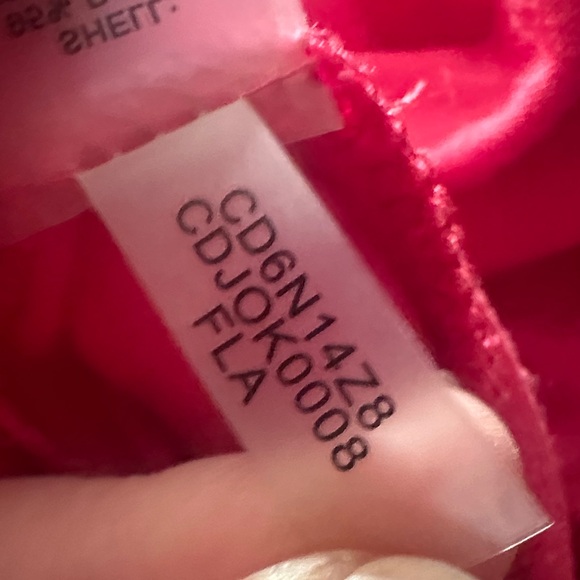 SHELL:
CD6N14Z8
CDJOK0008
FLA